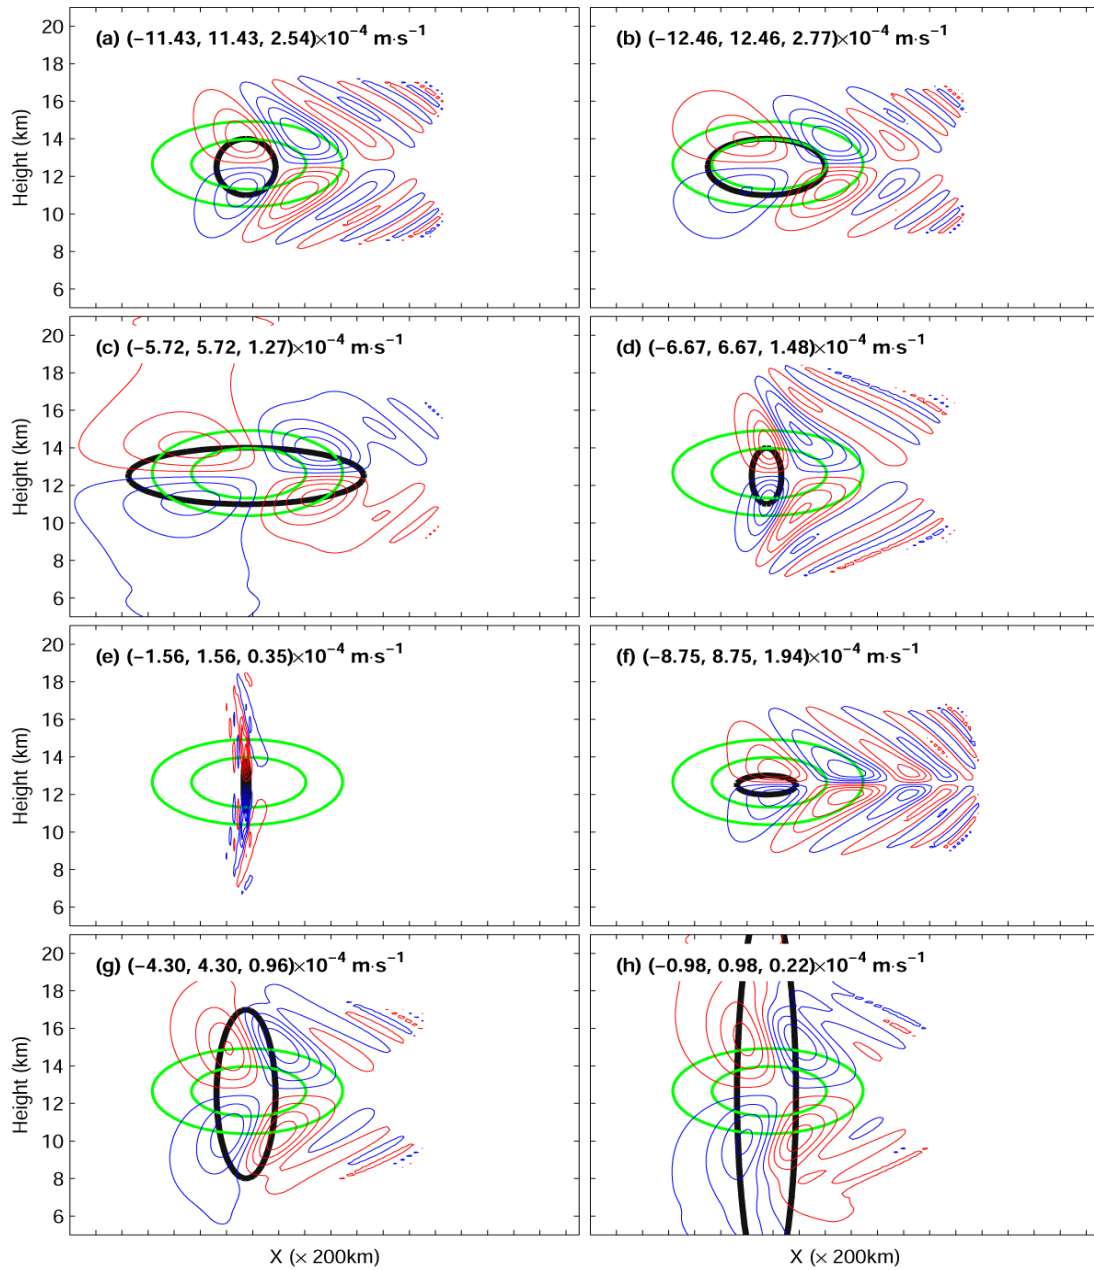 (a) (−11.43, 11.43, 2.54)×10⁻⁴ m·s⁻¹
(b) (−12.46, 12.46, 2.77)×10⁻⁴ m·s⁻¹
20
18
16
14
12
10
8
6
Height (km)
(c) (−5.72, 5.72, 1.27)×10⁻⁴ m·s⁻¹
(d) (−6.67, 6.67, 1.48)×10⁻⁴ m·s⁻¹
20
18
16
14
12
10
8
6
Height (km)
(e) (−1.56, 1.56, 0.35)×10⁻⁴ m·s⁻¹
(f) (−8.75, 8.75, 1.94)×10⁻⁴ m·s⁻¹
20
18
16
14
12
10
8
6
Height (km)
(g) (−4.30, 4.30, 0.96)×10⁻⁴ m·s⁻¹
(h) (−0.98, 0.98, 0.22)×10⁻⁴ m·s⁻¹
20
18
16
14
12
10
8
6
Height (km)
X (× 200km)
X (× 200km)